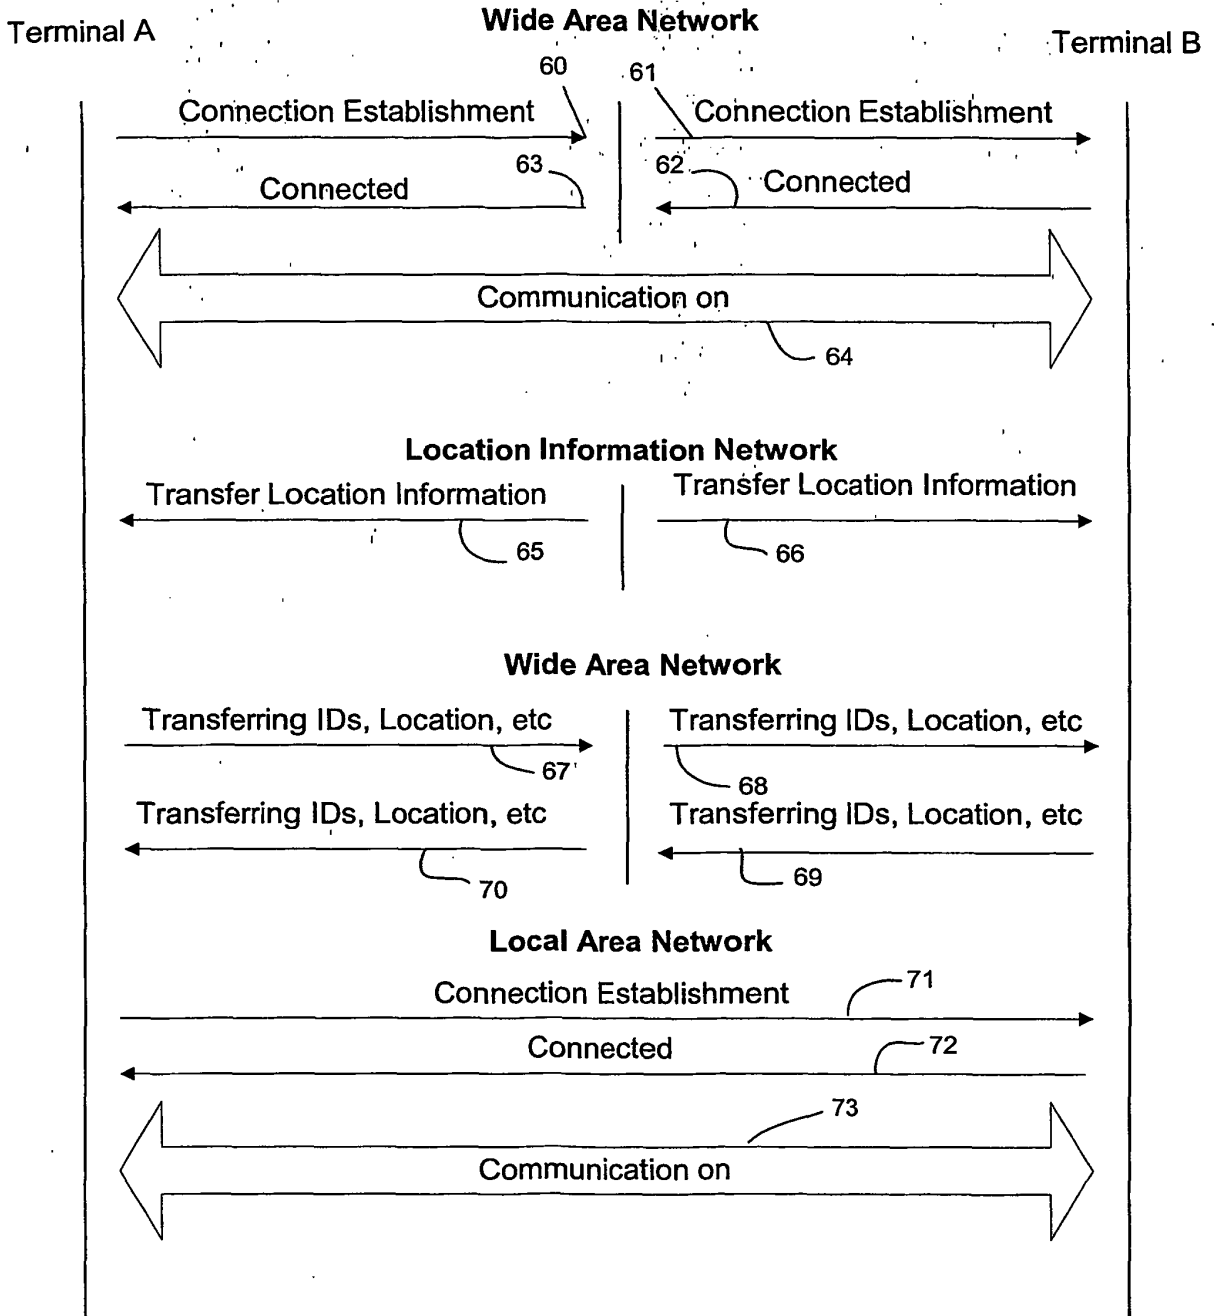 Wide Area Network
Terminal A
Terminal B
60
61
Connection Establishment
Connection Establishment
63
62
Connected
Connected
Communication on
64
Location Information Network
Transfer Location Information
Transfer Location Information
65
66
Wide Area Network
Transferring IDs, Location, etc
Transferring IDs, Location, etc
67
68
Transferring IDs, Location, etc
Transferring IDs, Location, etc
70
69
Local Area Network
Connection Establishment
71
Connected
72
73
Communication on